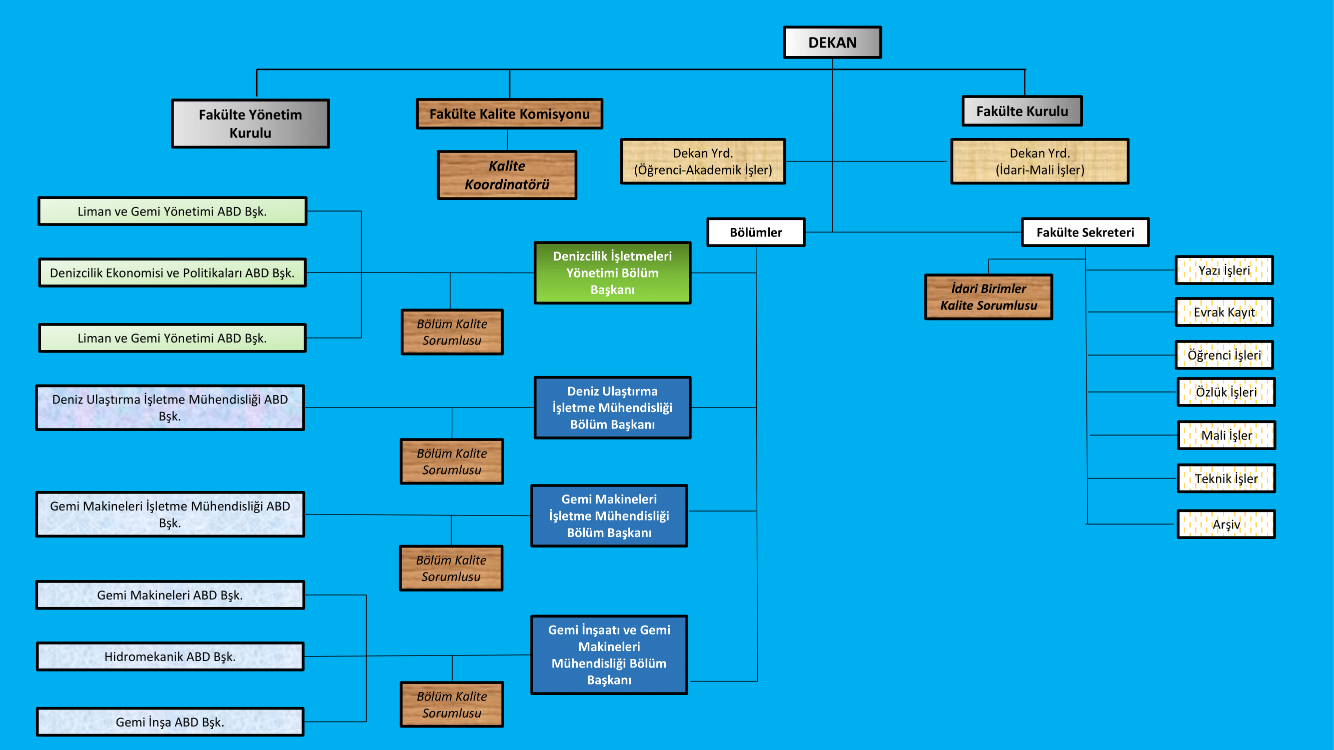 DEKAN
Fakülte Yönetim
Kurulu
Fakülte Kalite Komisyonu
Fakülte Kurulu
Kalite
Koordinatörü
Dekan Yrd.
(Öğrenci-Akademik İşler)
Dekan Yrd.
(İdari-Mali İşler)
Bölümler
Fakülte Sekreteri
Liman ve Gemi Yönetimi ABD Bşk.
Denizcilik Ekonomisi ve Politikaları ABD Bşk.
Liman ve Gemi Yönetimi ABD Bşk.
Denizcilik İşletmeleri
Yönetimi Bölüm
Başkanı
Bölüm Kalite
Sorumlusu
Deniz Ulaştırma İşletme Mühendisliği ABD
Bşk.
Deniz Ulaştırma
İşletme Mühendisliği
Bölüm Başkanı
Bölüm Kalite
Sorumlusu
Gemi Makineleri İşletme Mühendisliği ABD
Bşk.
Gemi Makineleri
İşletme Mühendisliği
Bölüm Başkanı
Bölüm Kalite
Sorumlusu
Gemi Makineleri ABD Bşk.
Hidromekanik ABD Bşk.
Gemi İnşa ABD Bşk.
Gemi İnşaatı ve Gemi
Makineleri
Mühendisliği Bölüm
Başkanı
Bölüm Kalite
Sorumlusu
İdari Birimler
Kalite Sorumlusu
Yazı İşleri
Evrak Kayıt
Öğrenci İşleri
Özlük İşleri
Mali İşler
Teknik İşler
Arşiv